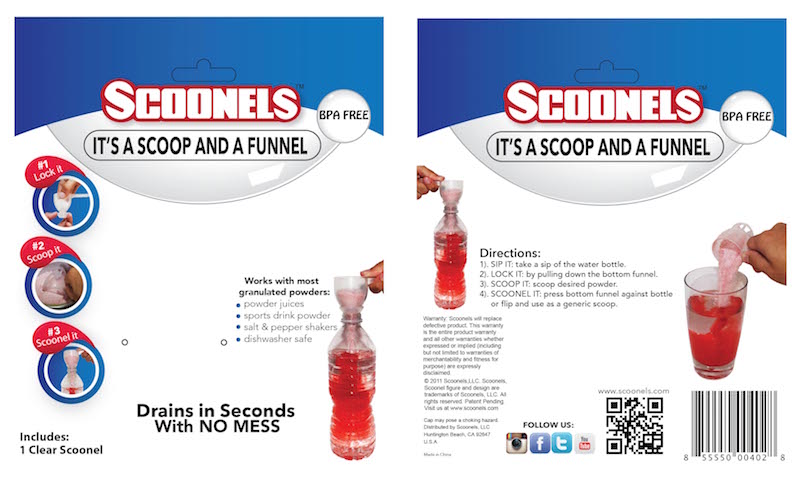 SCOONELS™
BPA FREE
IT'S A SCOOP AND A FUNNEL
#1
Lock it
#2
Scoop it
#3
Scoonel it
Works with most
granulated powders:
• powder juices
• sports drink powder
• salt & pepper shakers
• dishwasher safe
Drains in Seconds
With NO MESS
Includes:
1 Clear Scoonel
SCOONELS™
BPA FREE
IT'S A SCOOP AND A FUNNEL
Directions:
1). SIP IT: take a sip of the water bottle.
2). LOCK IT: by pulling down the bottom funnel.
3). SCOOP IT: scoop desired powder.
4). SCOONEL IT: press bottom funnel against bottle
or flip and use as a generic scoop.
Warranty: Scoonels will replace
defective product. This warranty
is the entire product warranty
and all other warranties whether
expressed or implied (including
but not limited to warranties of
merchantability and fitness for
purpose) are expressly
disclaimed
© 2011 Scoonels,LLC. Scoonels,
Scoonel figure and design are
trademarks of Scoonels, LLC. All
rights reserved. Patent Pending.
Visit us at www.scoonels.com
Cap may pose a choking hazard.
Distributed by Scoonels, LLC
Huntington Beach, CA 92647
U.S.A
Made in China
FOLLOW US:
f
t
You
Tube
www.scoonels.com
8 55550 00402 8